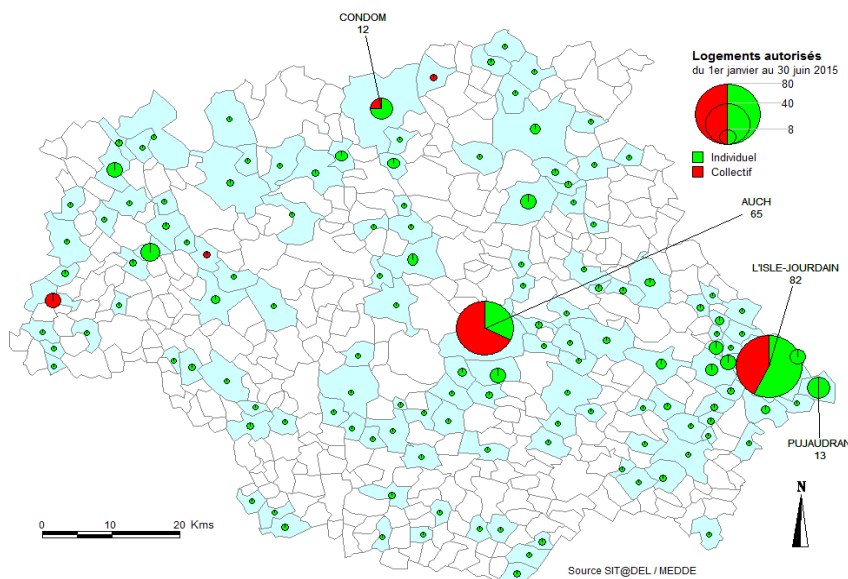 CONDOM
12
Logements autorisés
du 1er janvier au 30 juin 2015
80
40
8
Individuel
Collectif
AUCH
65
L'ISLE-JOURDAIN
82
PUJAUDRAN
13
0 10 20 Kms
N
Source SIT@DEL / MEDDE